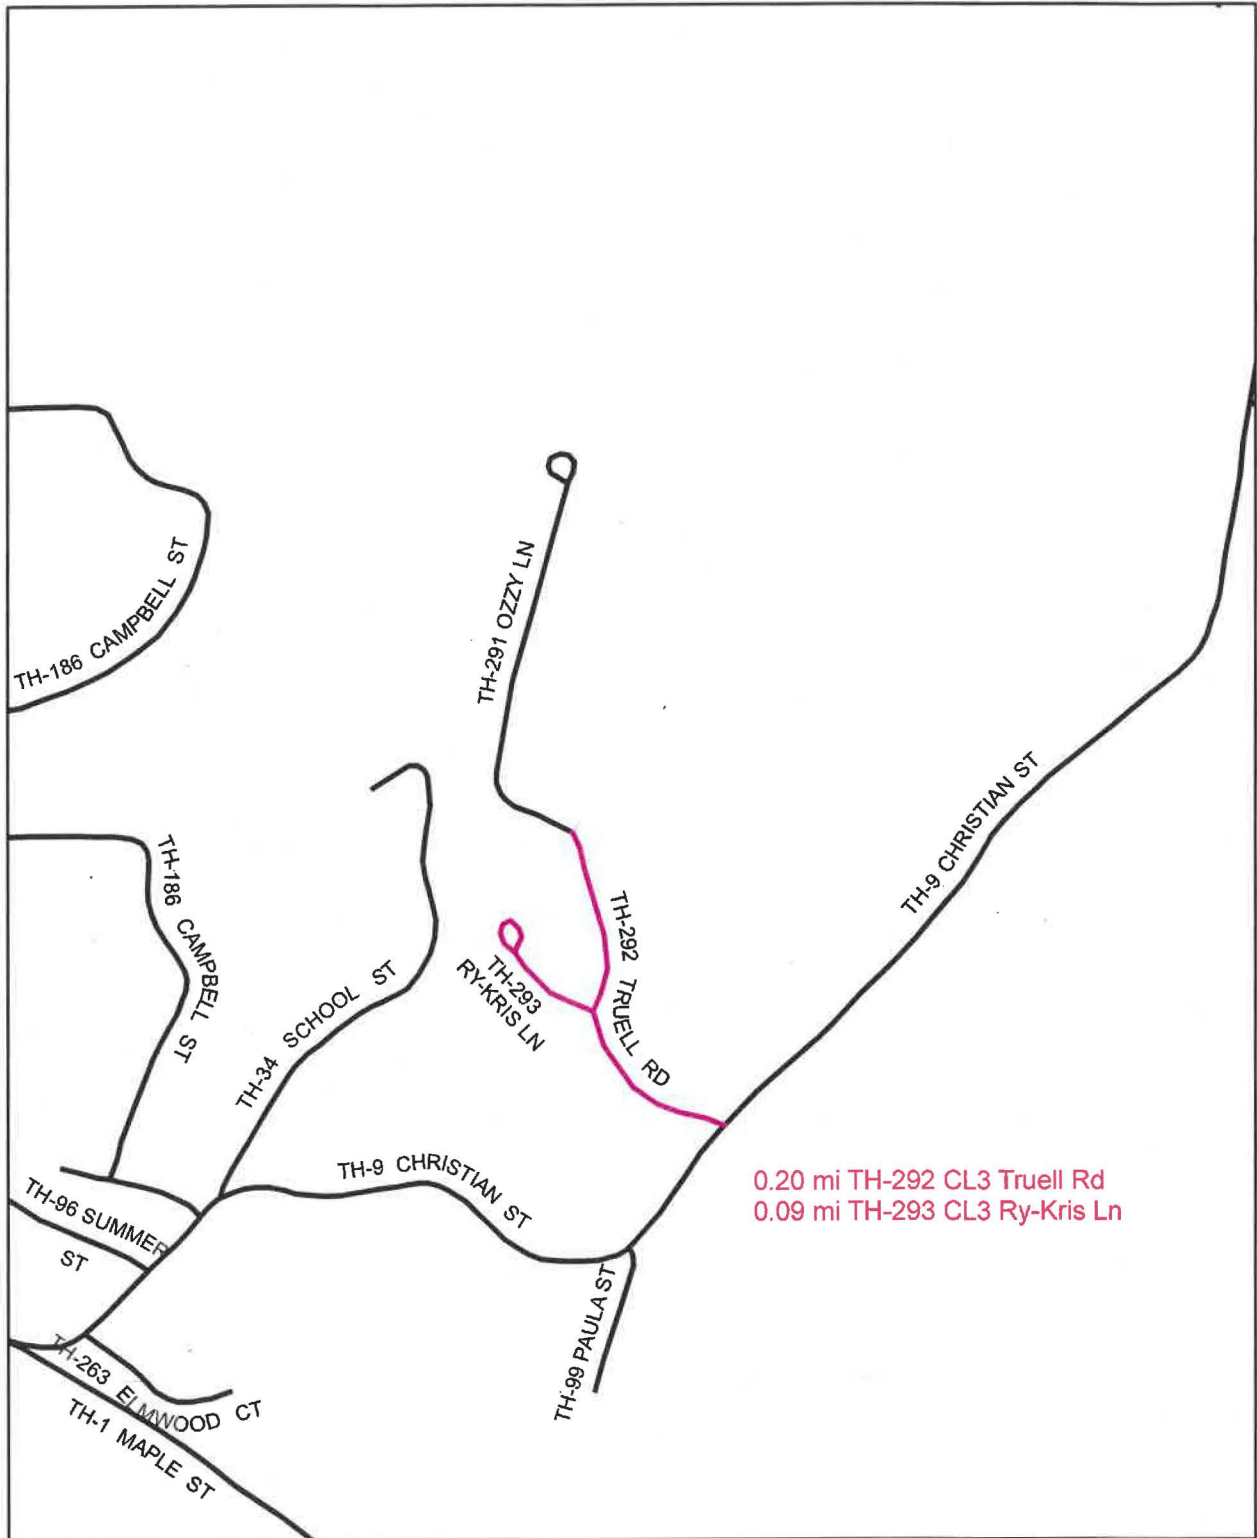 TH-186 CAMPBELL ST
TH-291 OZZY LN
TH-9 CHRISTIAN ST
TH-186 CAMPBELL ST
TH-292 TRUELL RD
TH-293
RY-KRIS LN
TH-34 SCHOOL ST
TH-9 CHRISTIAN ST
0.20 mi TH-292 CL3 Truell Rd
0.09 mi TH-293 CL3 Ry-Kris Ln
TH-96 SUMMER
ST
TH-99 PAULA ST
TH-263 ELMWOOD CT
TH-1 MAPLE ST